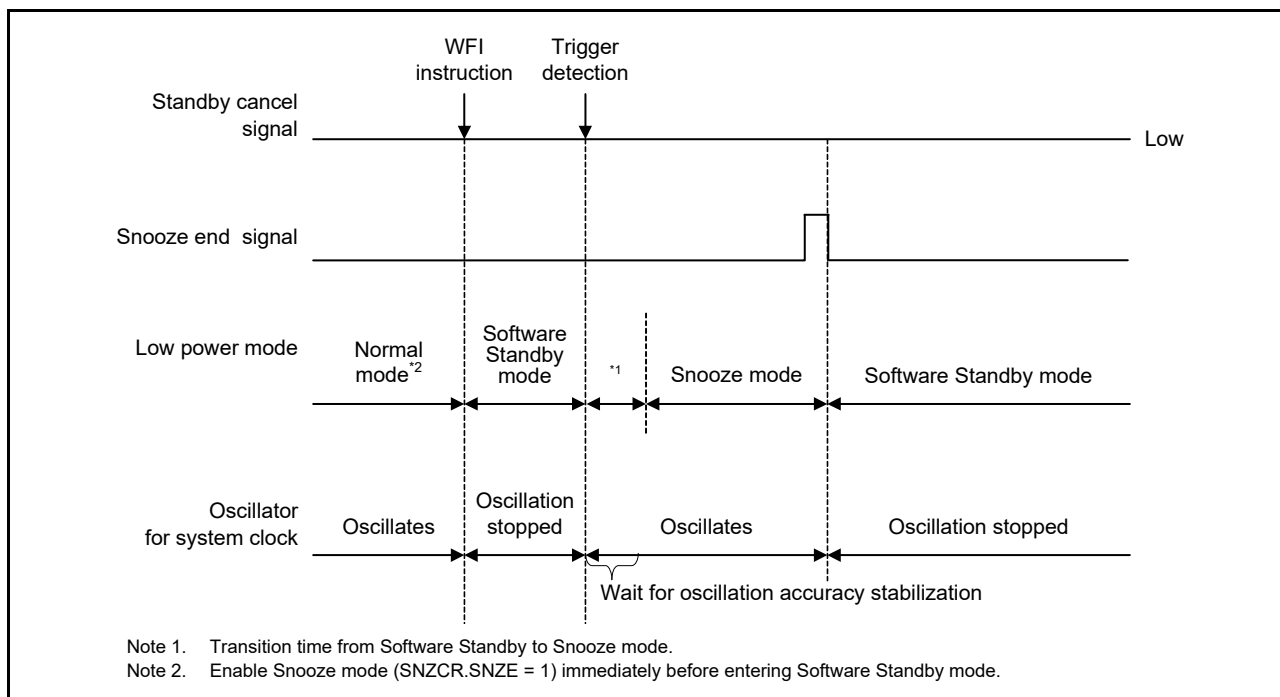 WFI
instruction
Trigger
detection
Standby cancel
signal
Low
Snooze end signal
Low power mode
Normal
mode*2
Software
Standby
mode
*1
Snooze mode
Software Standby mode
Oscillator
for system clock
Oscillates
Oscillation
stopped
Oscillates
Oscillation stopped
Wait for oscillation accuracy stabilization
Note 1. Transition time from Software Standby to Snooze mode.
Note 2. Enable Snooze mode (SNZCR.SNZE = 1) immediately before entering Software Standby mode.